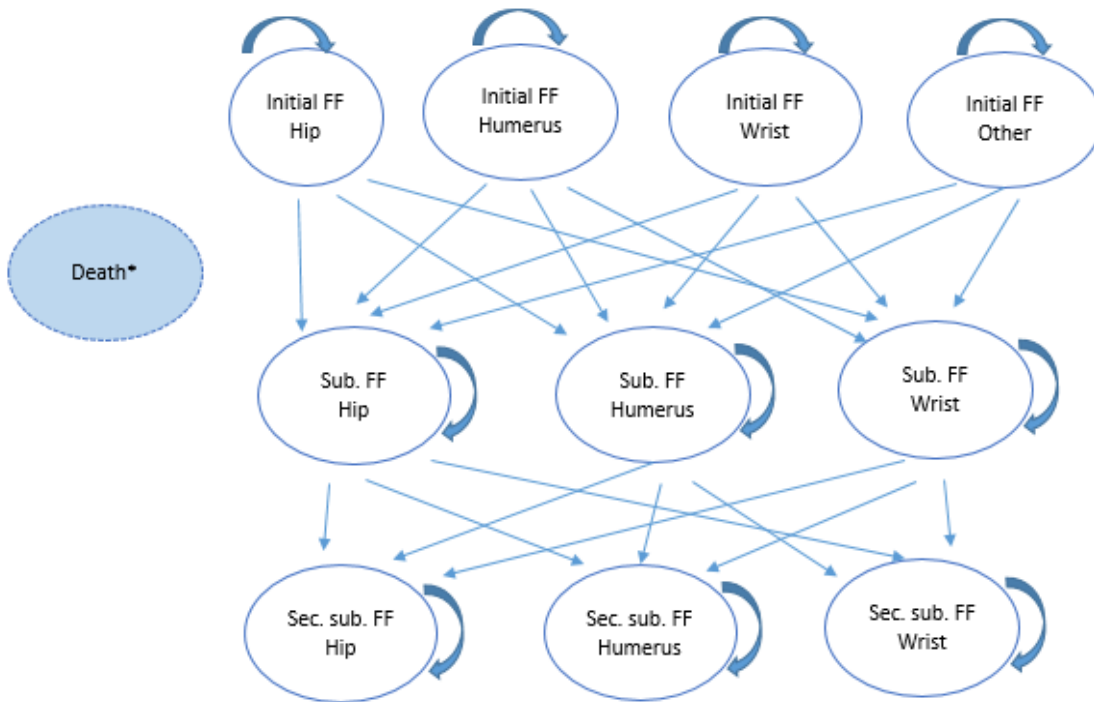 Initial FF
Hip
Initial FF
Humerus
Initial FF
Wrist
Initial FF
Other
Death*
Sub. FF
Hip
Sub. FF
Humerus
Sub. FF
Wrist
Sec. sub. FF
Hip
Sec. sub. FF
Humerus
Sec. sub. FF
Wrist